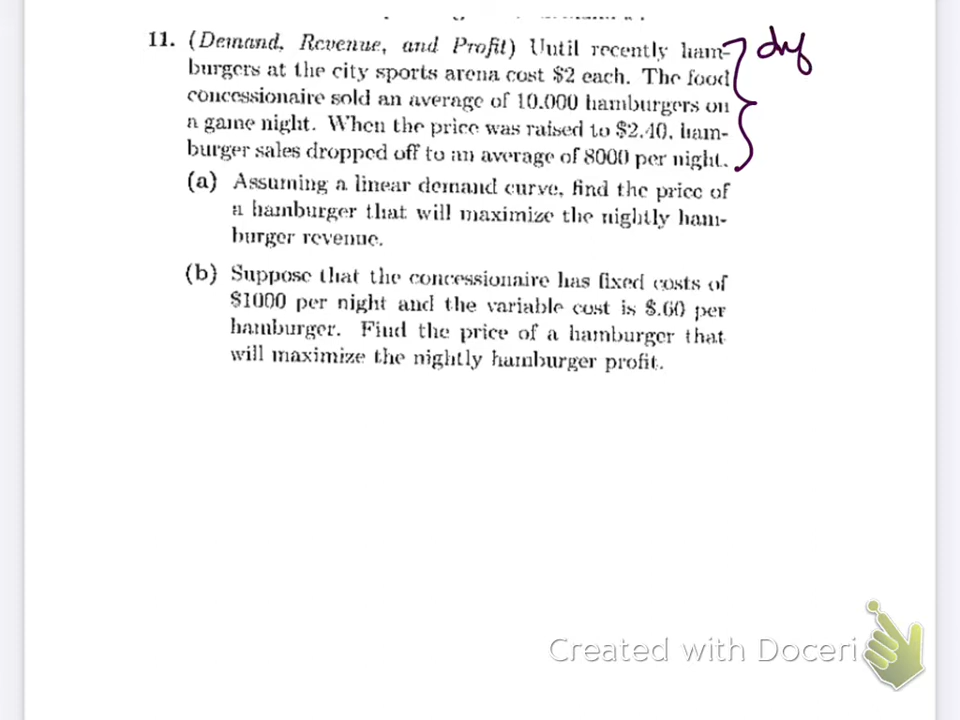 11. (Demand, Revenue, and Profit) Until recently ham-
burgers at the city sports arena cost $2 each. The food
concessionaire sold an average of 10,000 hamburgers on
a game night. When the price was raised to $2.40, ham-
burger sales dropped off to an average of 8000 per night.
(a) Assuming a linear demand curve, find the price of
a hamburger that will maximize the nightly ham-
burger revenue.
(b) Suppose that the concessionaire has fixed costs of
$1000 per night and the variable cost is $.60 per
hamburger. Find the price of a hamburger that
will maximize the nightly hamburger profit.
Created with Doceri